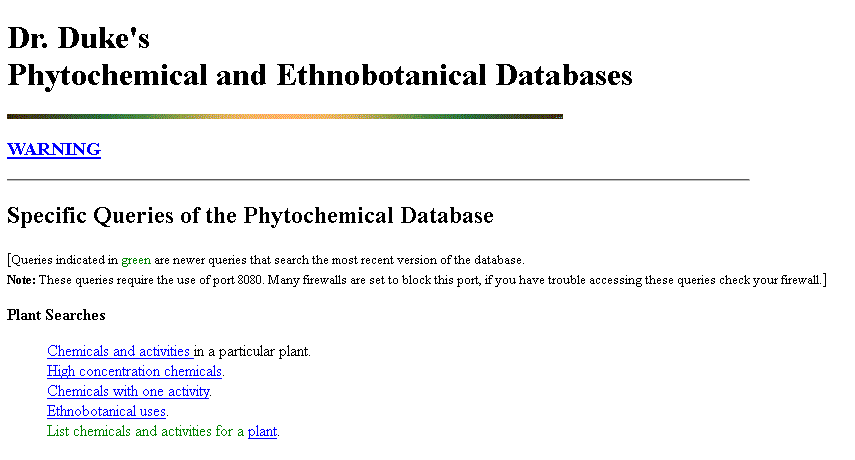 Dr. Duke's
Phytochemical and Ethnobotanical Databases
WARNING
Specific Queries of the Phytochemical Database
[Queries indicated in green are newer queries that search the most recent version of the database.
Note: These queries require the use of port 8080. Many firewalls are set to block this port, if you have trouble accessing these queries check your firewall.]
Plant Searches
Chemicals and activities in a particular plant.
High concentration chemicals.
Chemicals with one activity.
Ethnobotanical uses.
List chemicals and activities for a plant.